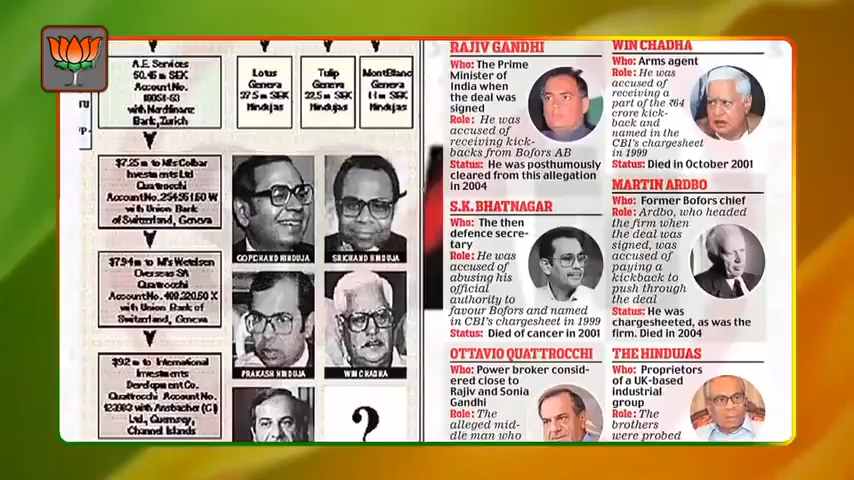 A.E. Services
with Nordfinanz
Bank, Zurich
Lotus
Geneva
Hindujas
Tulip
Geneva
Hindujas
MontBlanc
Geneva
Hindujas
$7.25 m to M/s Colbar
Investments Ltd
Quattrocchi
with Union Bank
of Switzerland, Geneva
$7.94 m to M/s Wetelsen
Overseas SA
Quattrocchi
with Union Bank of
Switzerland, Geneva
$9.2 m to International
Investments
Development Co.
Quattrocchi Account No.
Ltd., Guernsey,
Channel Islands
GOPICHAND HINDUJA
SRICHAND HINDUJA
PRAKASH HINDUJA
WIN CHADHA
?
RAJIV GANDHI
Who: The Prime
Minister of
India when
the deal was
signed
Role: He was
accused of
receiving kick-
backs from Bofors AB
Status: He was posthumously
cleared from this allegation
in 2004
S.K. BHATNAGAR
Who: The then
defence secre-
tary
Role: He was
accused of
abusing his
official
authority to
favour Bofors and named
in CBI's chargesheet in 1999
Status: Died of cancer in 2001
OTTAVIO QUATTROCCHI
Who: Power broker consid-
ered close to
Rajiv and Sonia
Gandhi
Role: The
alleged mid-
dle man who
WIN CHADHA
Who: Arms agent
Role: He was
accused of
receiving a
part of the ₹64
crore kick-
back and
named in the
CBI's chargesheet
in 1999
Status: Died in October 2001
MARTIN ARDBO
Who: Former Bofors chief
Role: Ardbo, who headed
the firm when
the deal was
signed, was
accused of
paying a
kickback to
push through
the deal
Status: He was
chargesheeted, as was the
firm. Died in 2004
THE HINDUJAS
Who: Proprietors
of a UK-based
industrial
group
Role: The
brothers
were probed